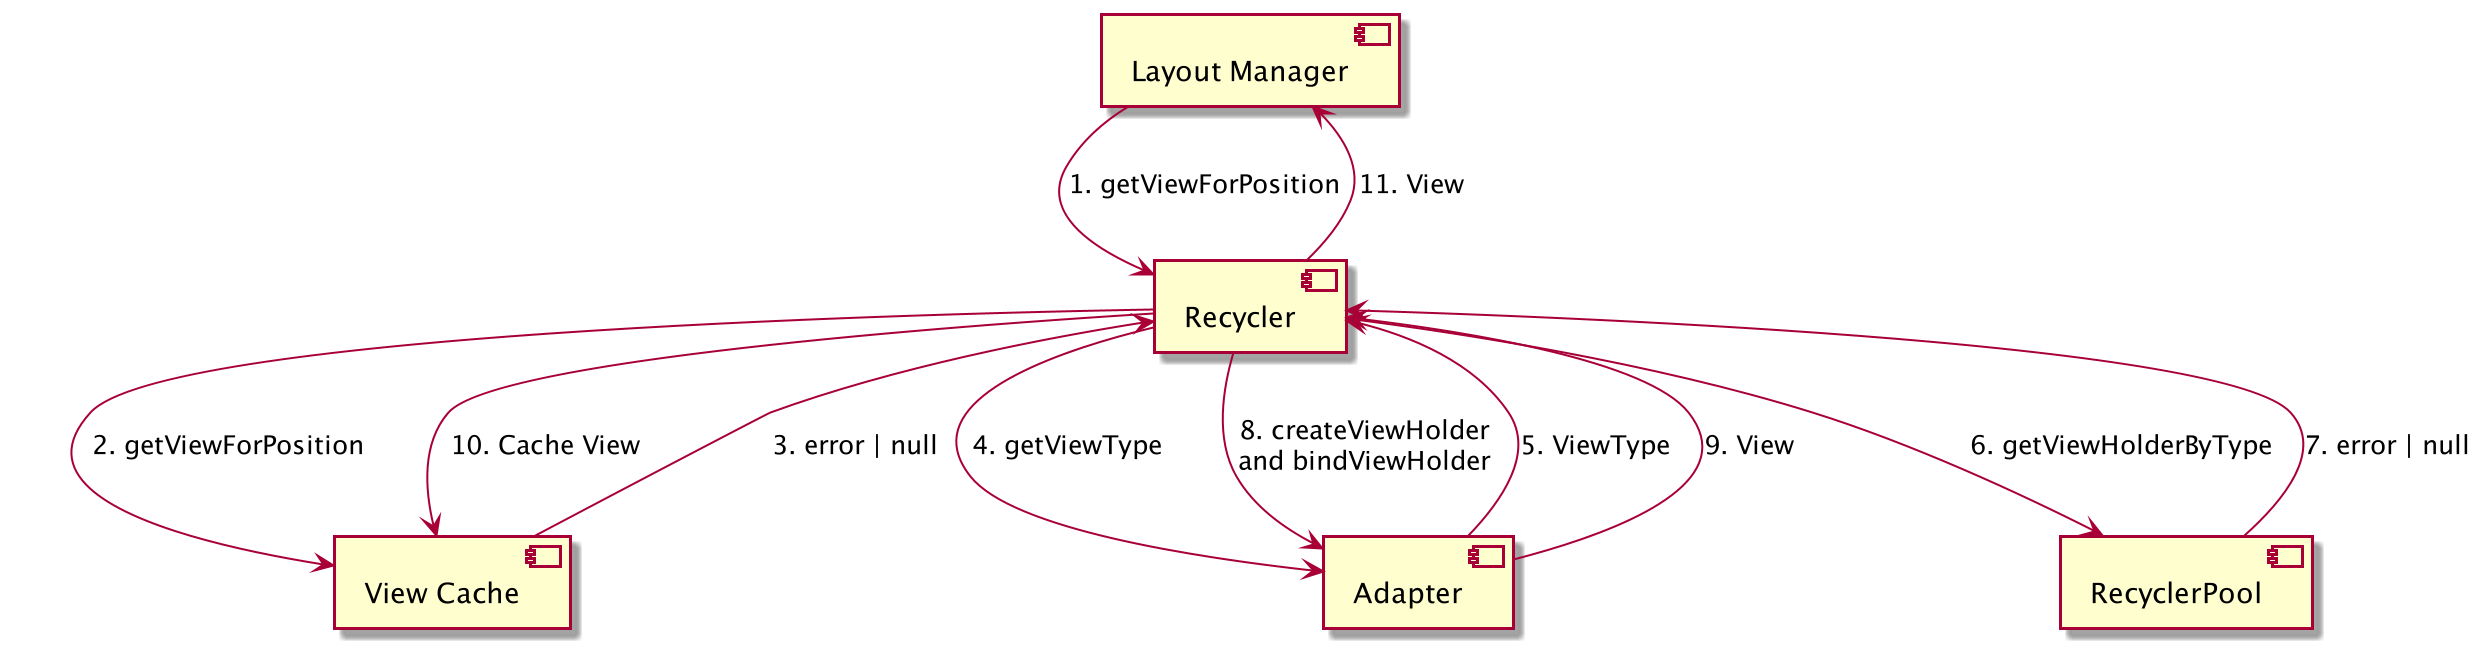 Layout Manager
1. getViewForPosition
11. View
Recycler
2. getViewForPosition
10. Cache View
3. error | null
4. getViewType
8. createViewHolder
and bindViewHolder
5. ViewType
9. View
6. getViewHolderByType
7. error | null
View Cache
Adapter
RecyclerPool